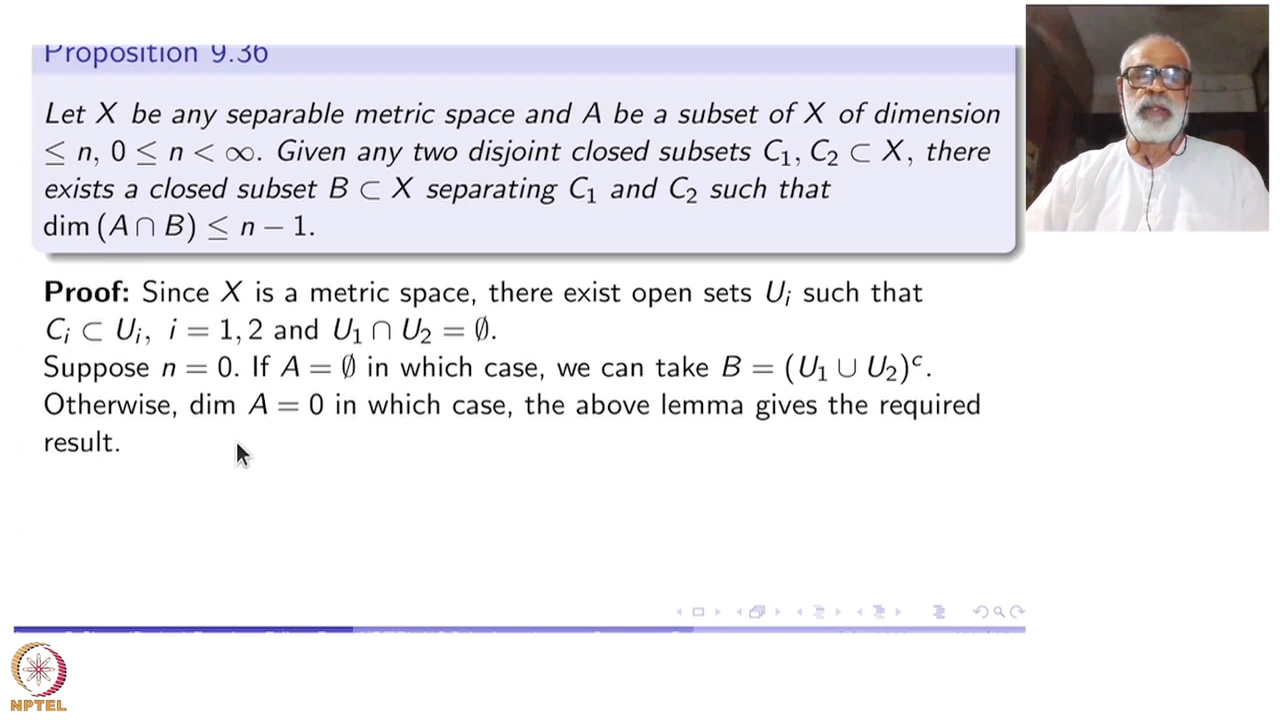 Proposition 9.36
Let X be any separable metric space and A be a subset of X of dimension
≤ n, 0 ≤ n < ∞. Given any two disjoint closed subsets C₁, C₂ ⊂ X, there
exists a closed subset B ⊂ X separating C₁ and C₂ such that
dim (A ∩ B) ≤ n − 1.
Proof: Since X is a metric space, there exist open sets Uᵢ such that
Cᵢ ⊂ Uᵢ, i = 1, 2 and U₁ ∩ U₂ = ∅.
Suppose n = 0. If A = ∅ in which case, we can take B = (U₁ ∪ U₂)ᶜ.
Otherwise, dim A = 0 in which case, the above lemma gives the required
result.
NPTEL